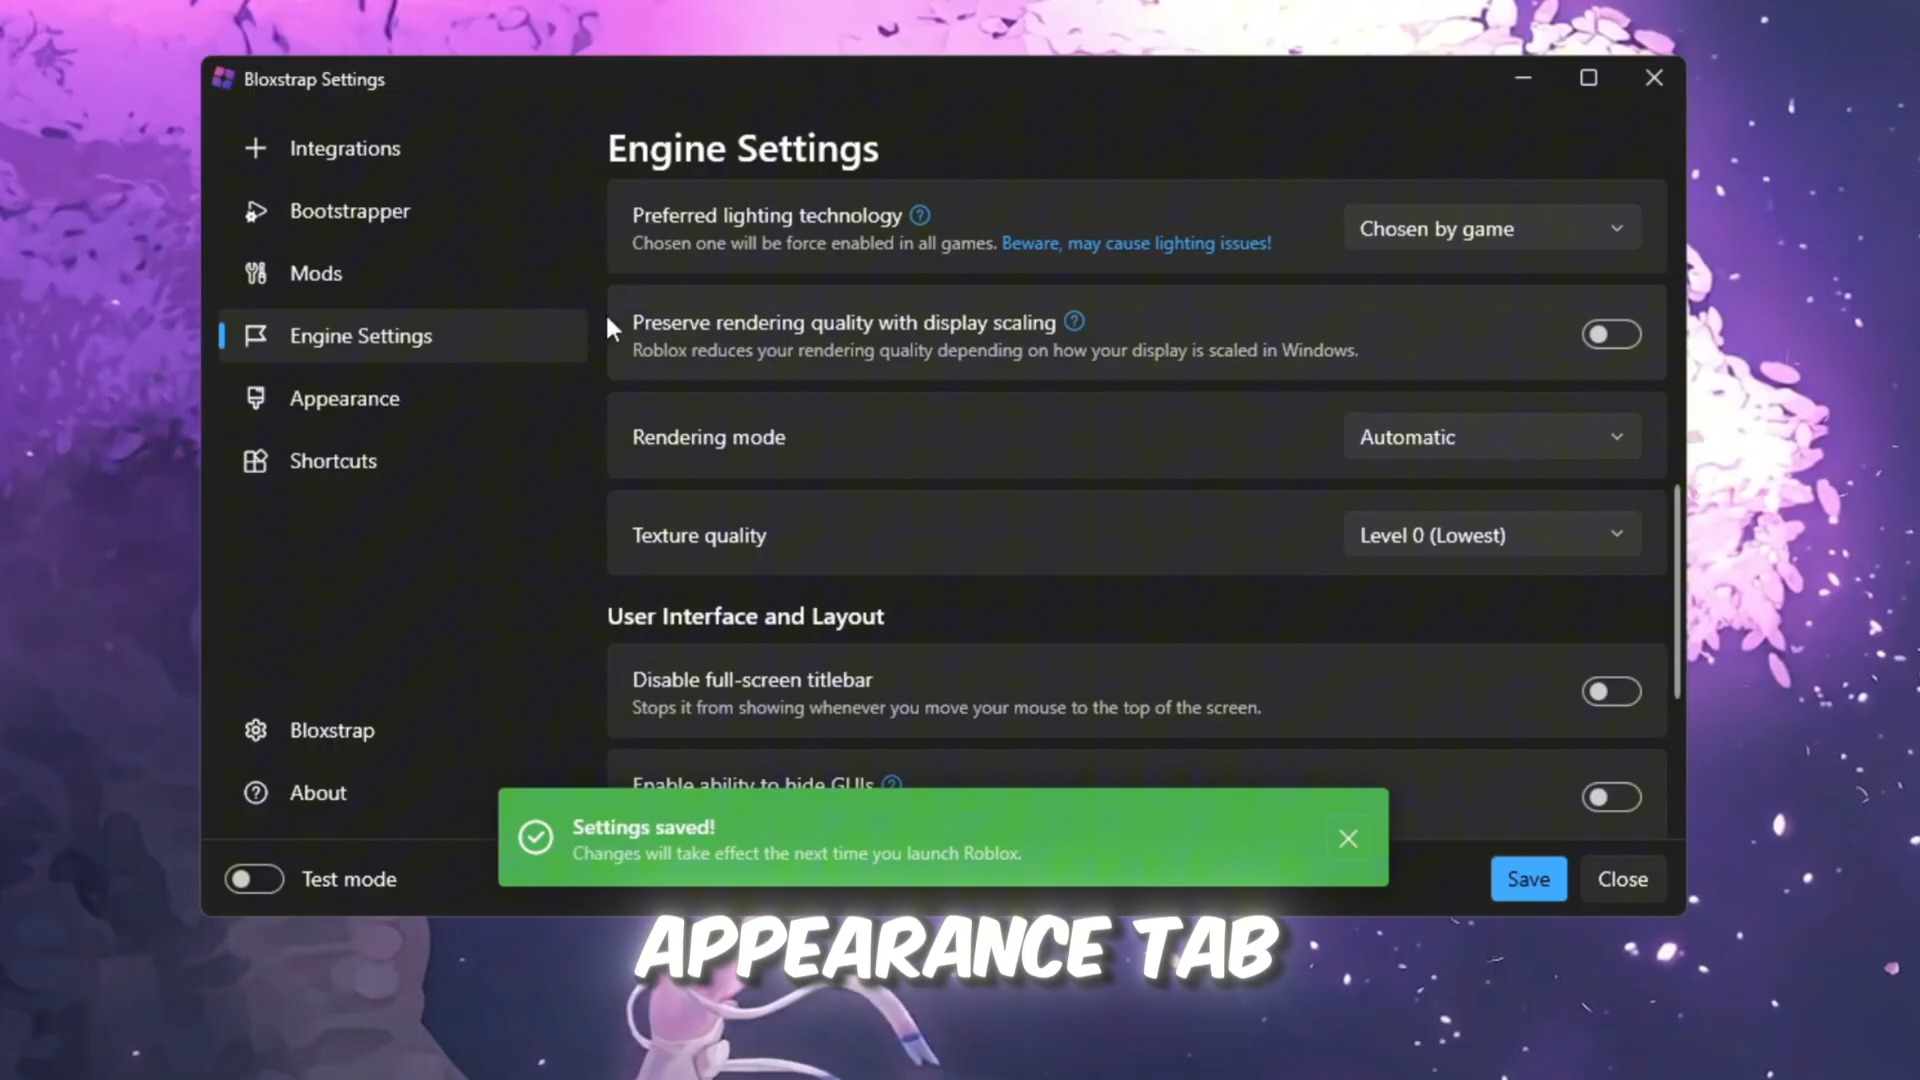 Bloxstrap Settings
Integrations
Bootstrapper
Mods
Engine Settings
Appearance
Shortcuts
Bloxstrap
About
Test mode
Engine Settings
Preferred lighting technology
Chosen one will be force enabled in all games. Beware, may cause lighting issues!
Chosen by game
Preserve rendering quality with display scaling
Roblox reduces your rendering quality depending on how your display is scaled in Windows.
Rendering mode
Automatic
Texture quality
Level 0 (Lowest)
User Interface and Layout
Disable full-screen titlebar
Stops it from showing whenever you move your mouse to the top of the screen.
Enable ability to hide GUIs
Settings saved!
Changes will take effect the next time you launch Roblox.
Save
Close
APPEARANCE TAB